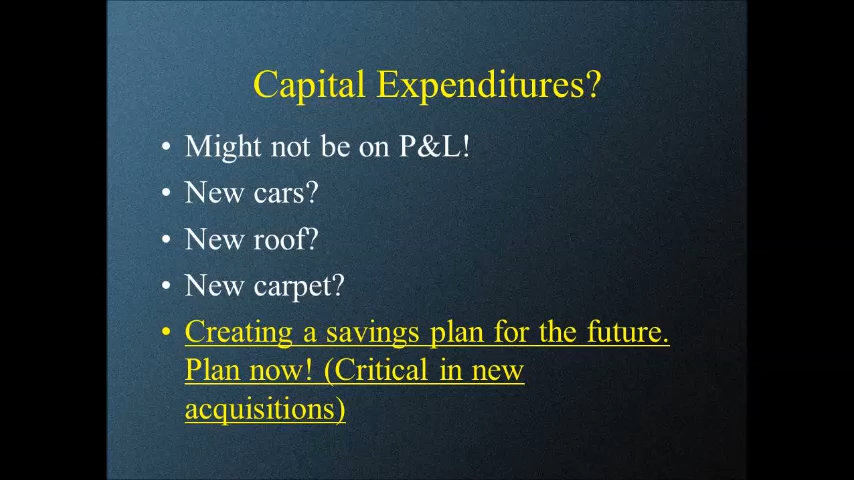 Capital Expenditures?
• Might not be on P&L!
• New cars?
• New roof?
• New carpet?
• Creating a savings plan for the future.
Plan now! (Critical in new
acquisitions)